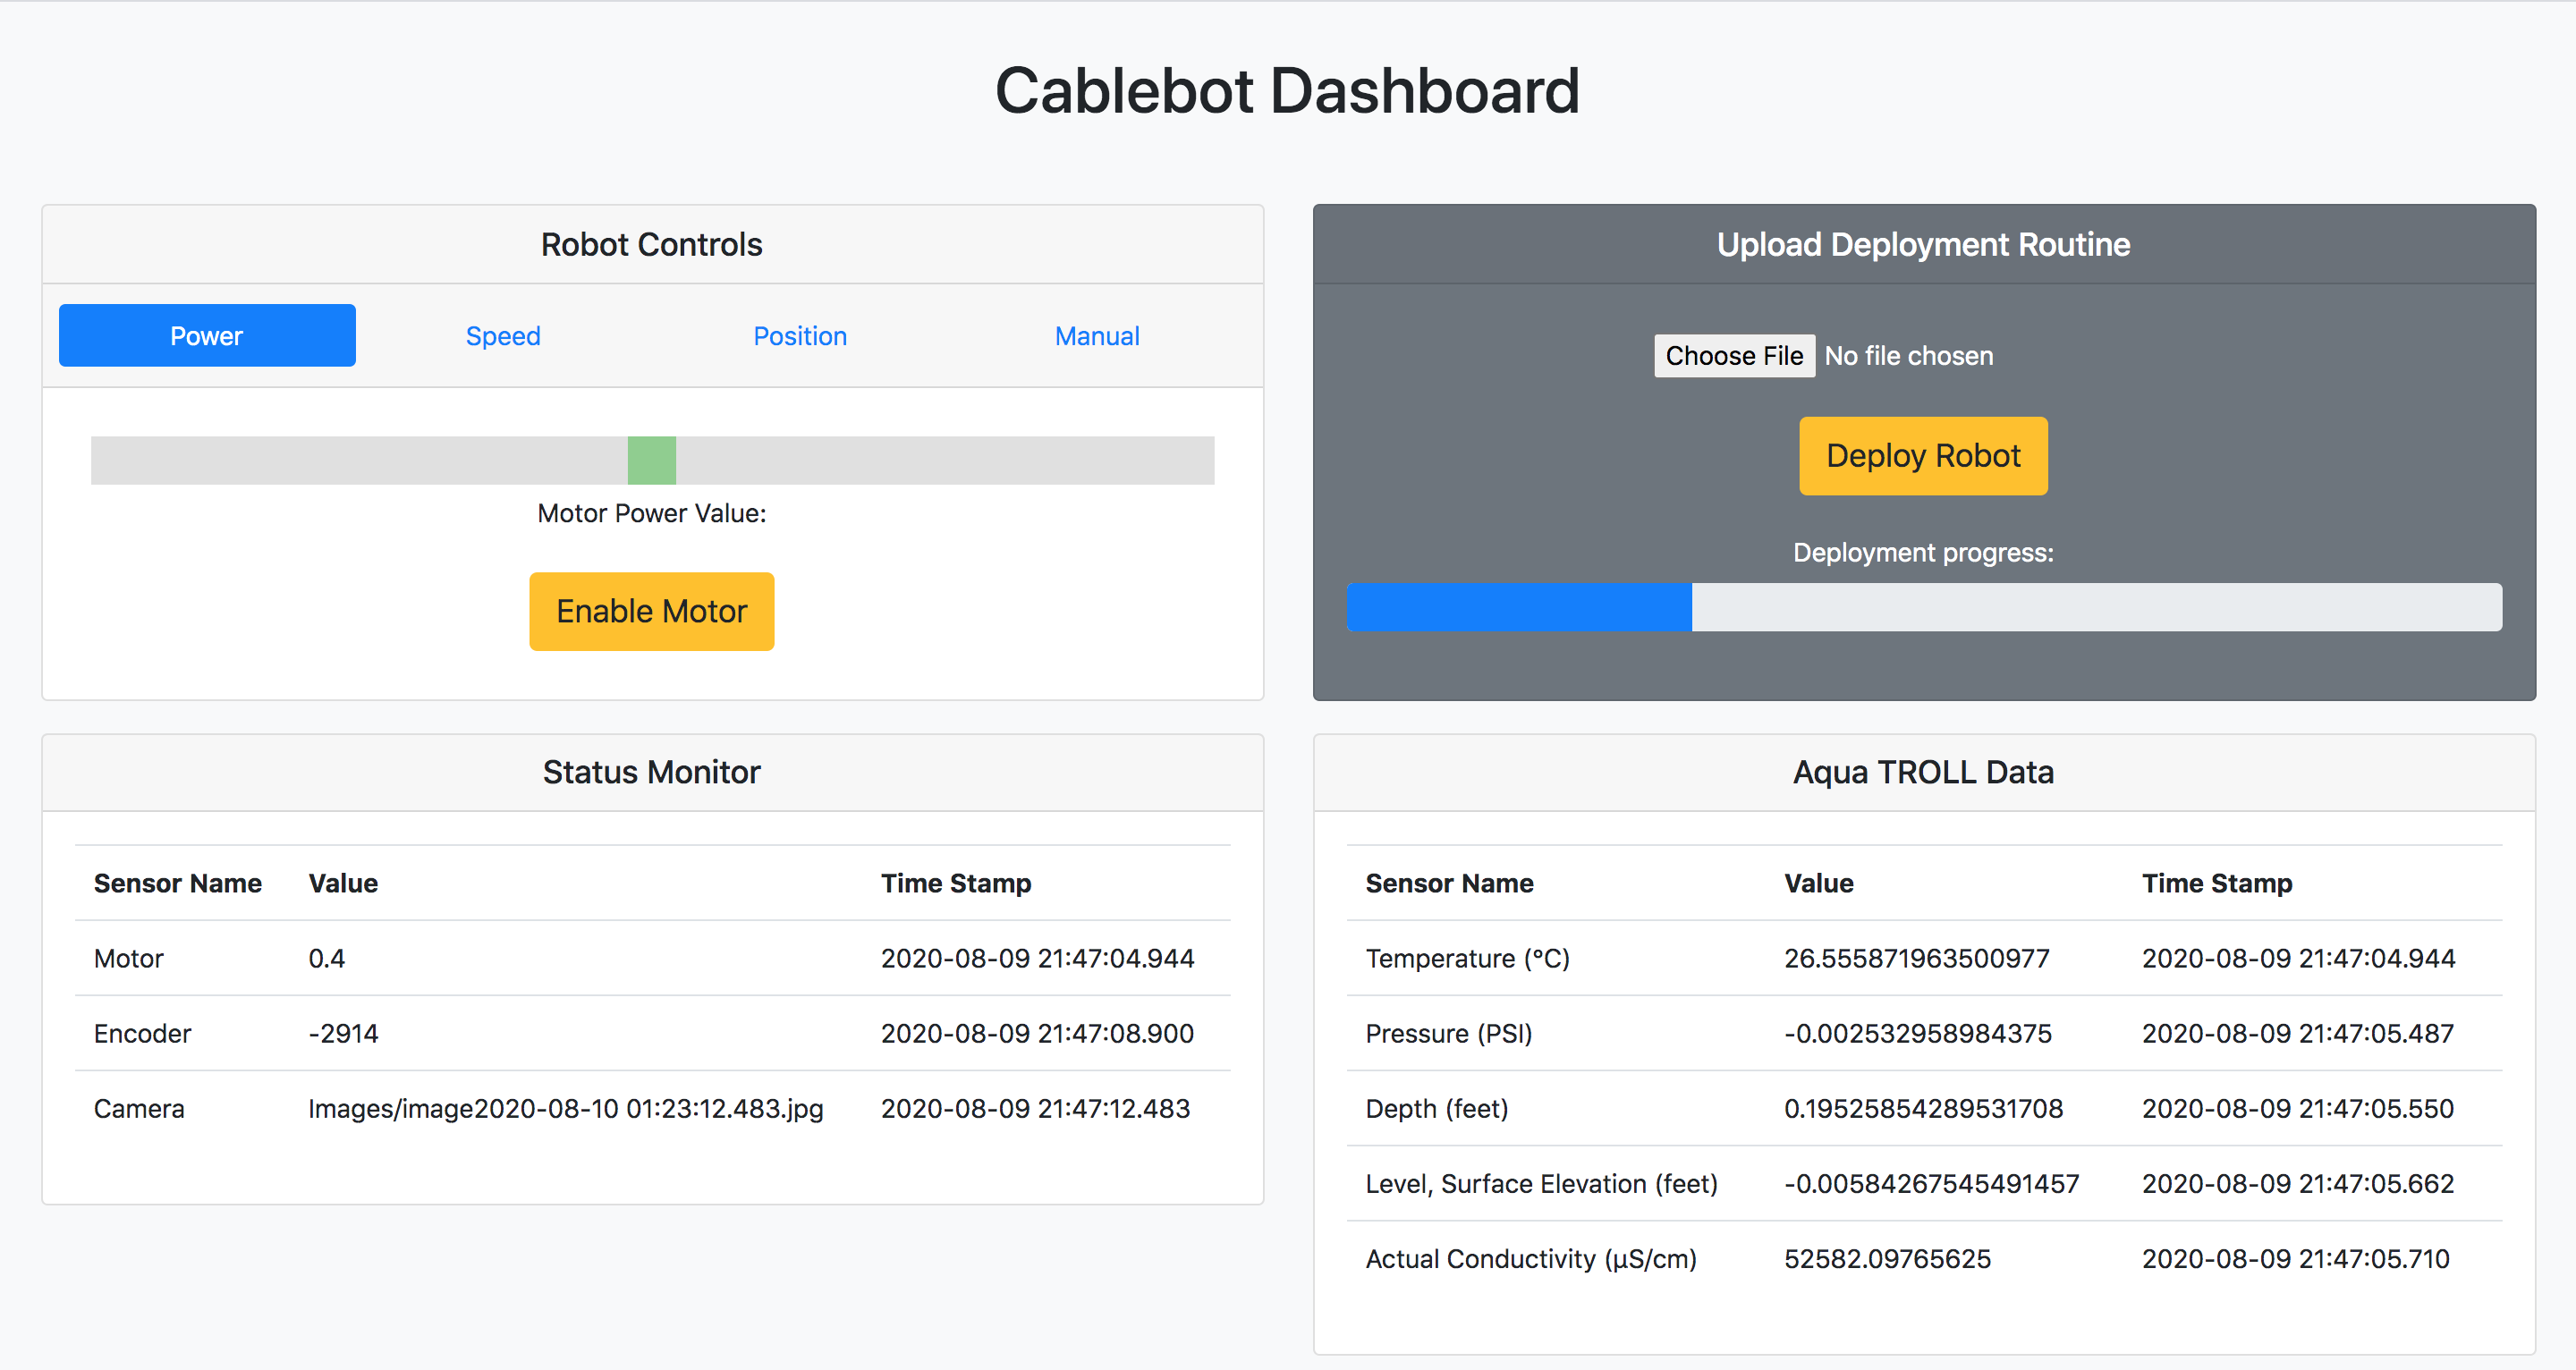 Cablebot Dashboard
Robot Controls
Power Speed Position Manual
Motor Power Value:
Enable Motor
Upload Deployment Routine
Choose File No file chosen
Deploy Robot
Deployment progress:
Status Monitor
Sensor Name Value Time Stamp
Motor 0.4 2020-08-09 21:47:04.944
Encoder -2914 2020-08-09 21:47:08.900
Camera Images/image2020-08-10 01:23:12.483.jpg 2020-08-09 21:47:12.483
Aqua TROLL Data
Sensor Name Value Time Stamp
Temperature (°C) 26.555871963500977 2020-08-09 21:47:04.944
Pressure (PSI) -0.002532958984375 2020-08-09 21:47:05.487
Depth (feet) 0.19525854289531708 2020-08-09 21:47:05.550
Level, Surface Elevation (feet) -0.00584267545491457 2020-08-09 21:47:05.662
Actual Conductivity (µS/cm) 52582.09765625 2020-08-09 21:47:05.710